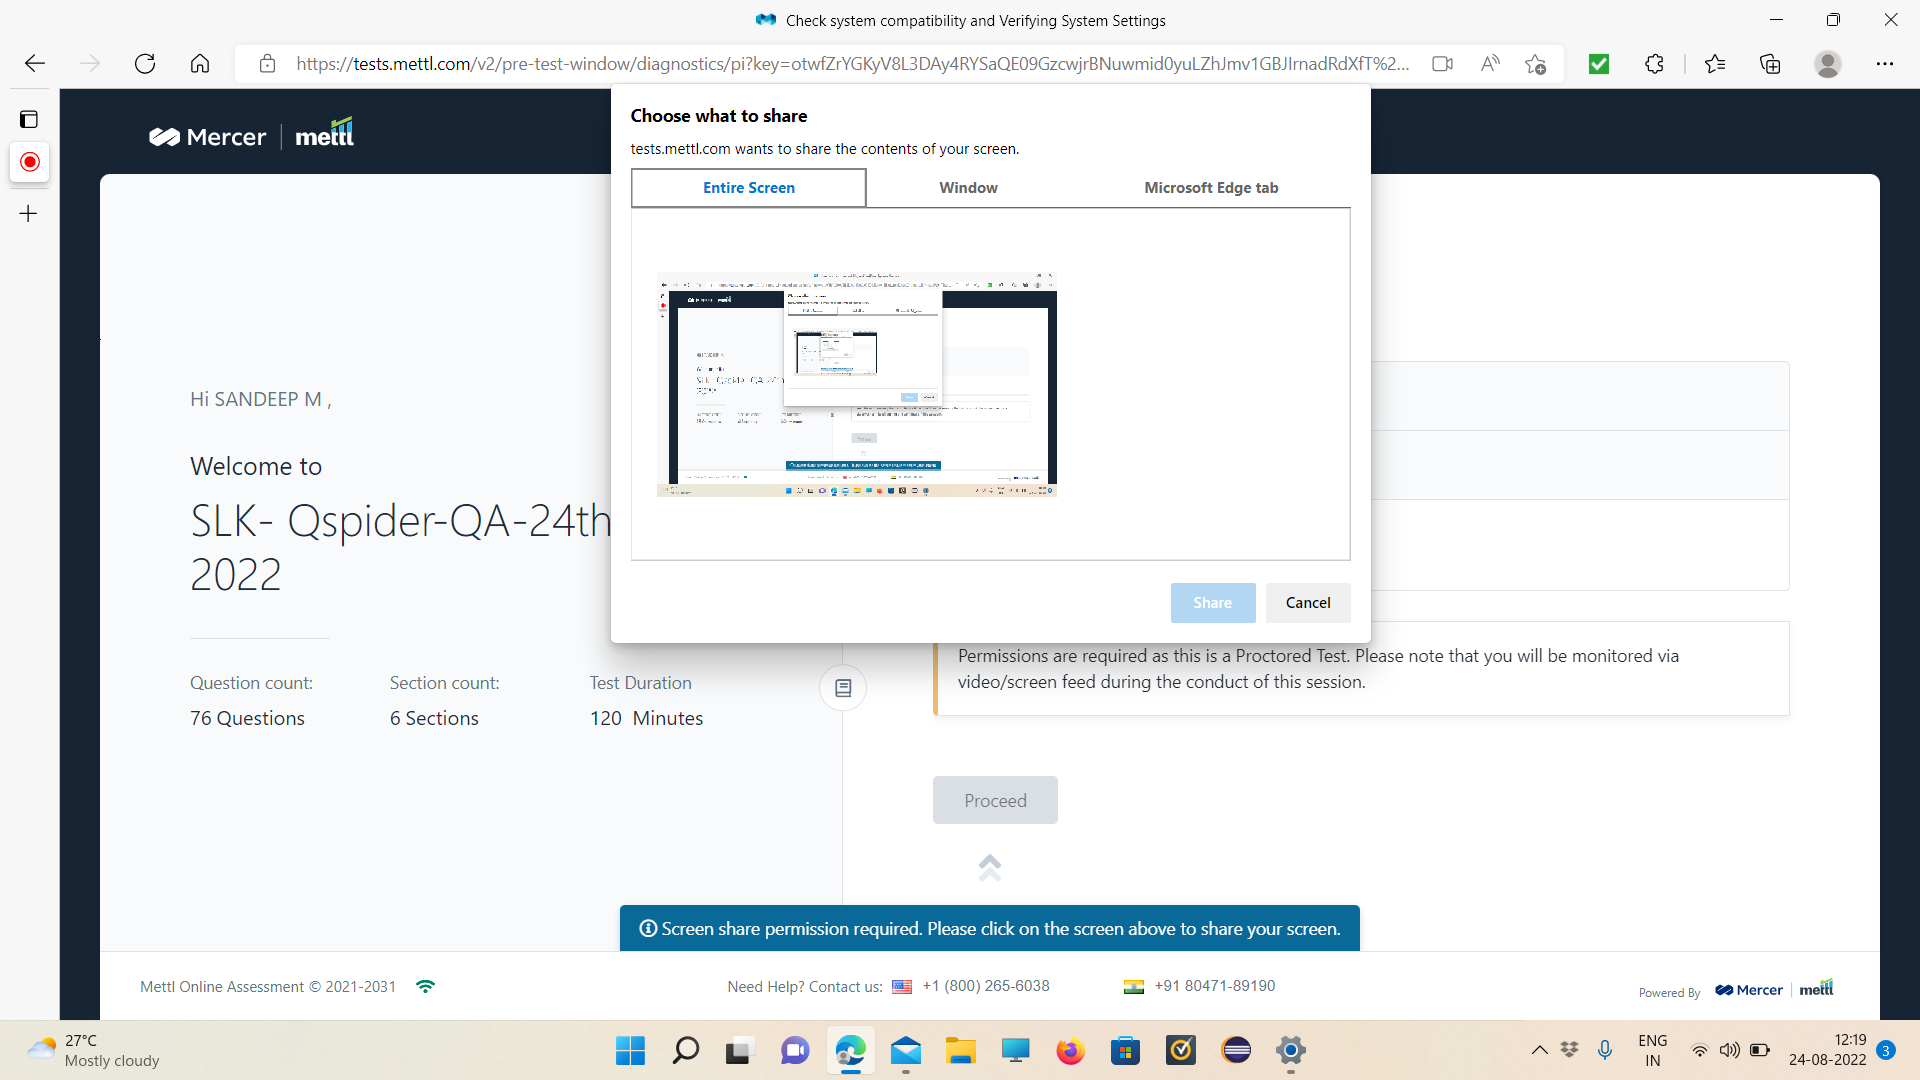 Check system compatibility and Verifying System Settings
https://tests.mettl.com/v2/pre-test-window/diagnostics/pi?key=otwfZrYGKyV8L3DAy4RYSaQE09GzcwjrBNuwmid0yuLZhJmv1GBJIrnadRdXfT%2...
Mercer | mettl
Choose what to share
tests.mettl.com wants to share the contents of your screen.
Entire Screen Window Microsoft Edge tab
Share Cancel
Hi SANDEEP M ,
Welcome to
SLK- Qspider-QA-24th
2022
Question count: Section count: Test Duration
76 Questions 6 Sections 120 Minutes
Permissions are required as this is a Proctored Test. Please note that you will be monitored via
video/screen feed during the conduct of this session.
Proceed
Screen share permission required. Please click on the screen above to share your screen.
Mettl Online Assessment © 2021-2031 Need Help? Contact us: +1 (800) 265-6038 +91 80471-89190 Powered By Mercer | mettl
27°C
Mostly cloudy
ENG
IN
12:19
24-08-2022
3